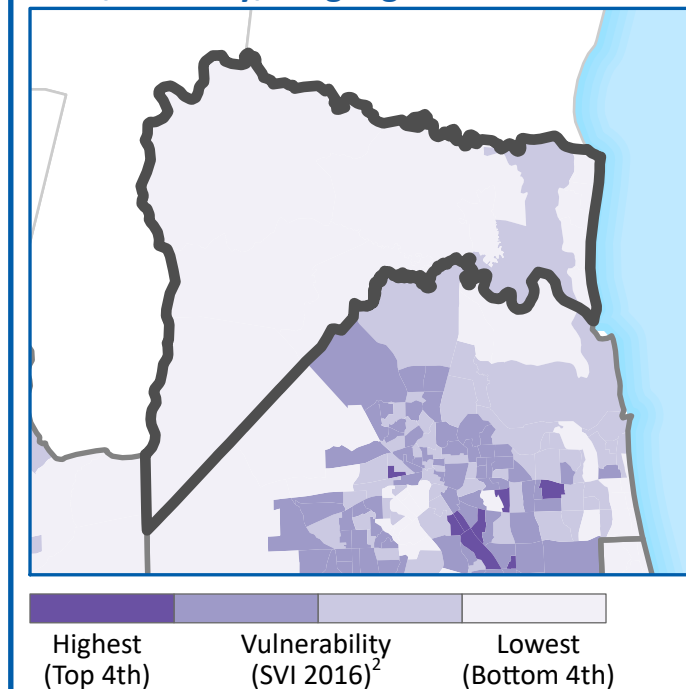 Highest
(Top 4th)
Vulnerability
(SVI 2016)2
Lowest
(Bottom 4th)